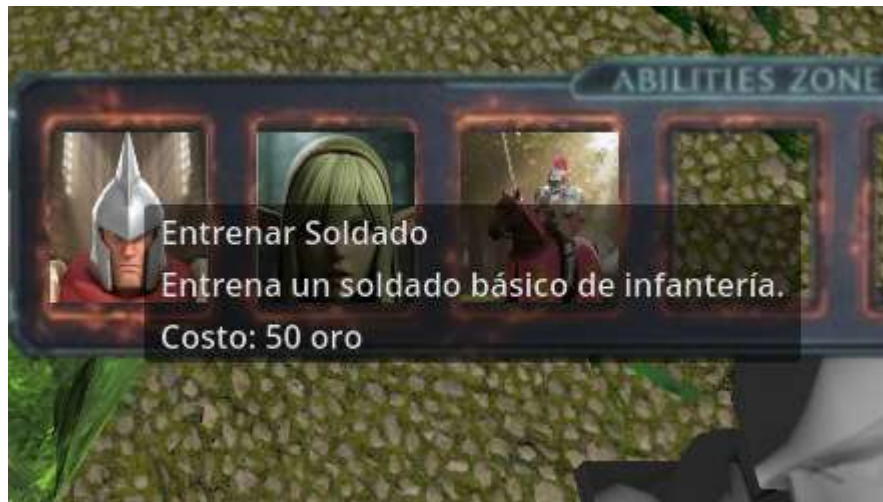 ABILITIES ZONE
Entrenar Soldado
Entrena un soldado básico de infantería.
Costo: 50 oro